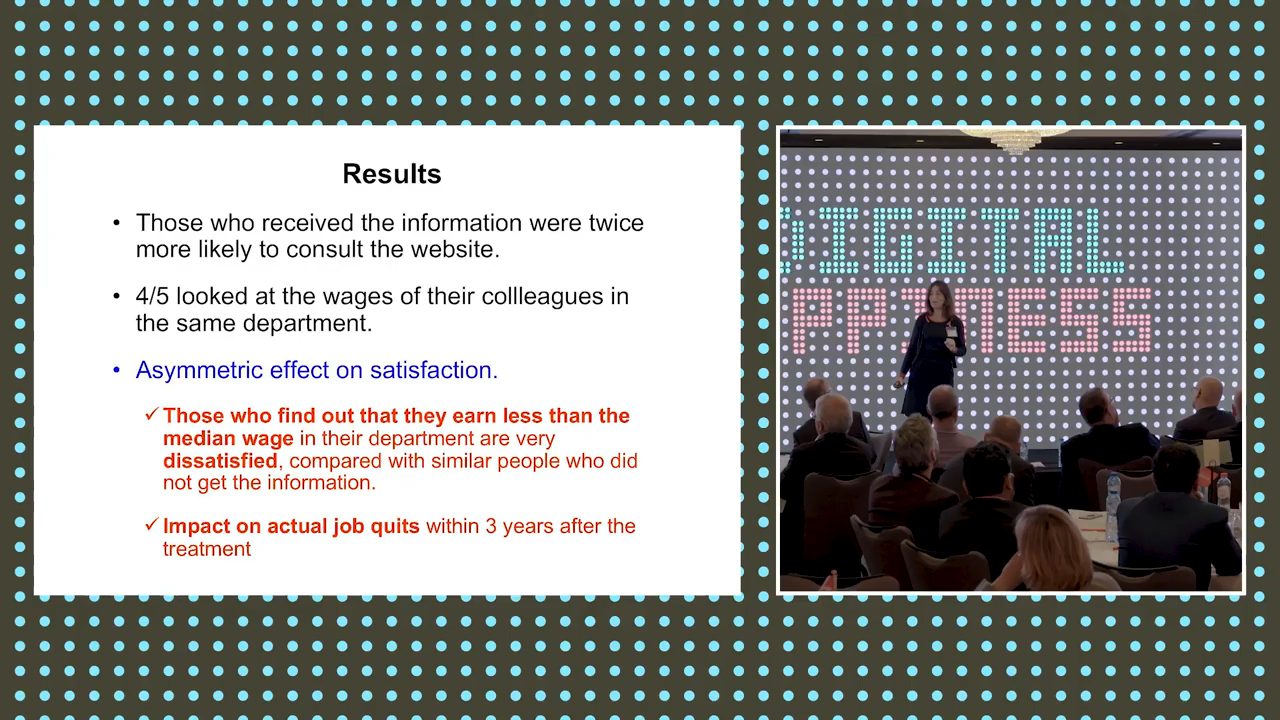 Results
• Those who received the information were twice
more likely to consult the website.
• 4/5 looked at the wages of their collleagues in
the same department.
• Asymmetric effect on satisfaction.
✓ Those who find out that they earn less than the
median wage in their department are very
dissatisfied, compared with similar people who did
not get the information.
✓ Impact on actual job quits within 3 years after the
treatment
DIGITAL
PPINESS